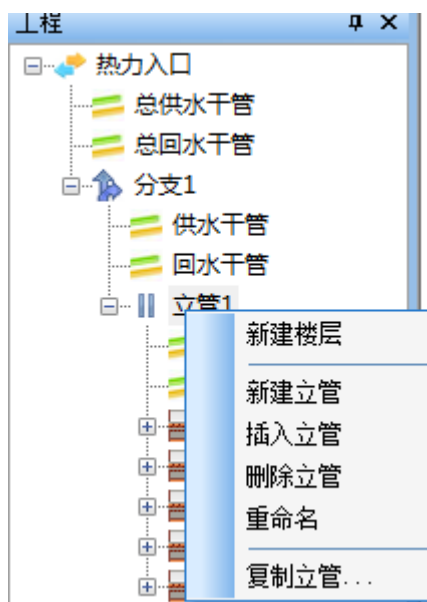 工程
热力入口
总供水干管
总回水干管
分支1
供水干管
回水干管
立管1
新建楼层
新建立管
插入立管
删除立管
重命名
复制立管...